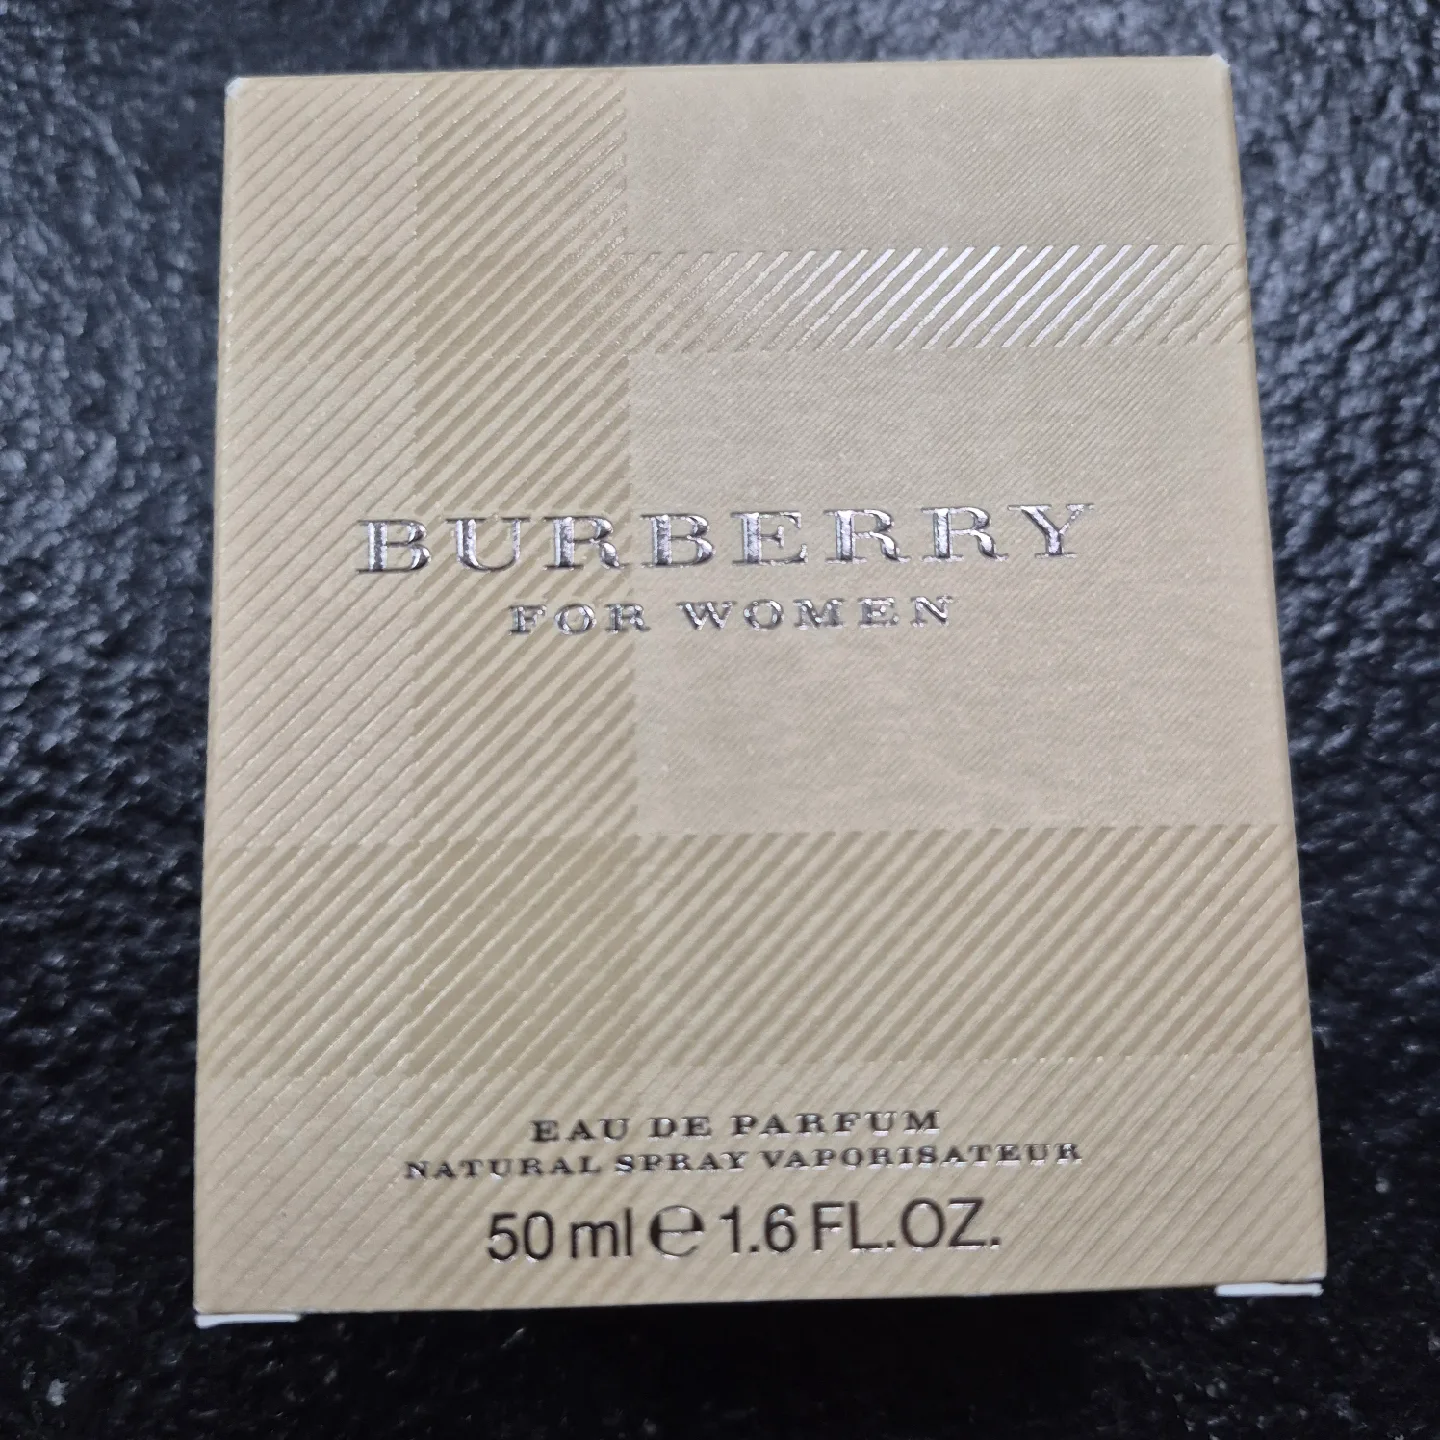 BURBERRY
FOR WOMEN
EAU DE PARFUM
NATURAL SPRAY VAPORISATEUR
50 ml ℮ 1.6 FL.OZ.